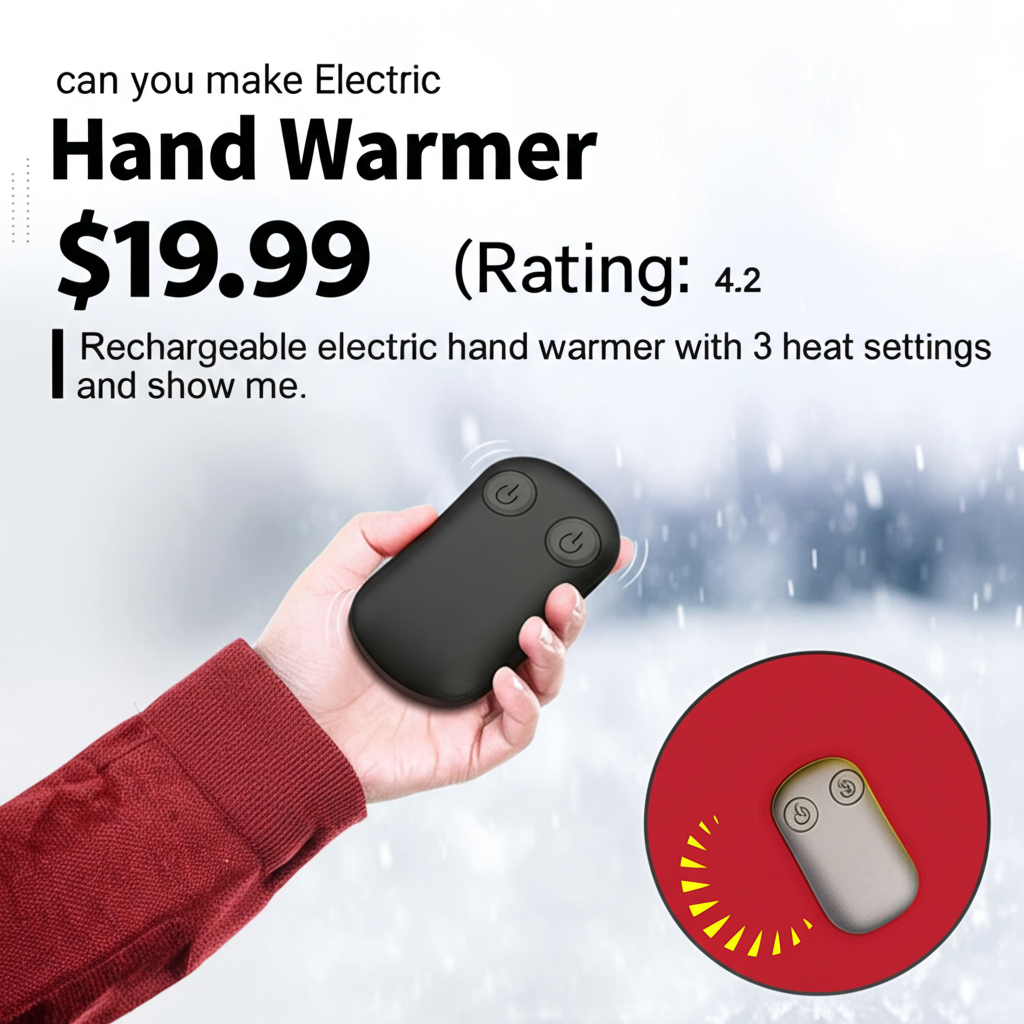 can you make Electric
Hand Warmer
$19.99 (Rating: 4.2
Rechargeable electric hand warmer with 3 heat settings
and show me.